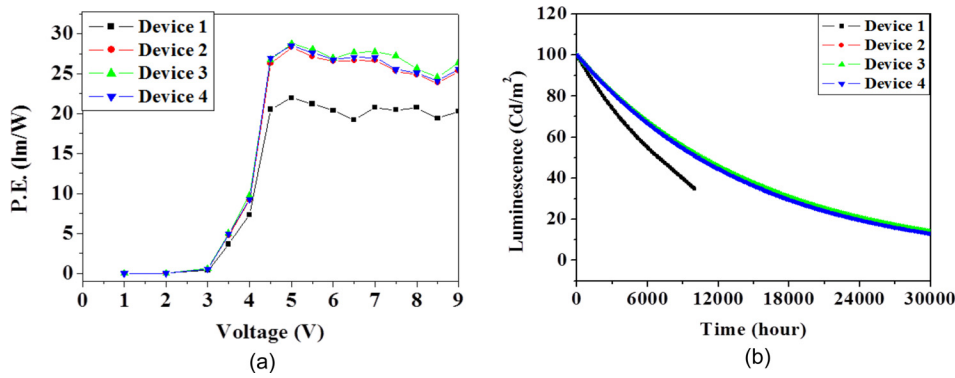 P.E. (lm/W)
30
25
20
15
10
5
0
Device 1
Device 2
Device 3
Device 4
0 1 2 3 4 5 6 7 8 9
Voltage (V)
(a)
Luminescence (Cd/m²)
120
100
80
60
40
20
0
Device 1
Device 2
Device 3
Device 4
0 6000 12000 18000 24000 30000
Time (hour)
(b)